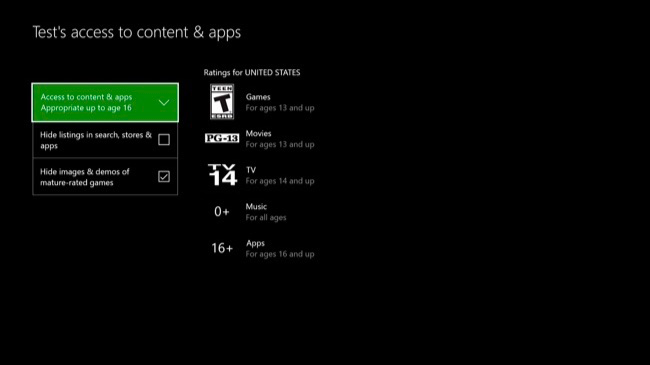 Test's access to content & apps
Ratings for UNITED STATES
Access to content & apps
Appropriate up to age 16
Hide listings in search, stores &
apps
Hide images & demos of
mature-rated games
TEEN
T
ESRB
Games
For ages 13 and up
PG-13
Movies
For ages 13 and up
TV
14
TV
For ages 14 and up
0+
Music
For all ages
16+
Apps
For ages 16 and up